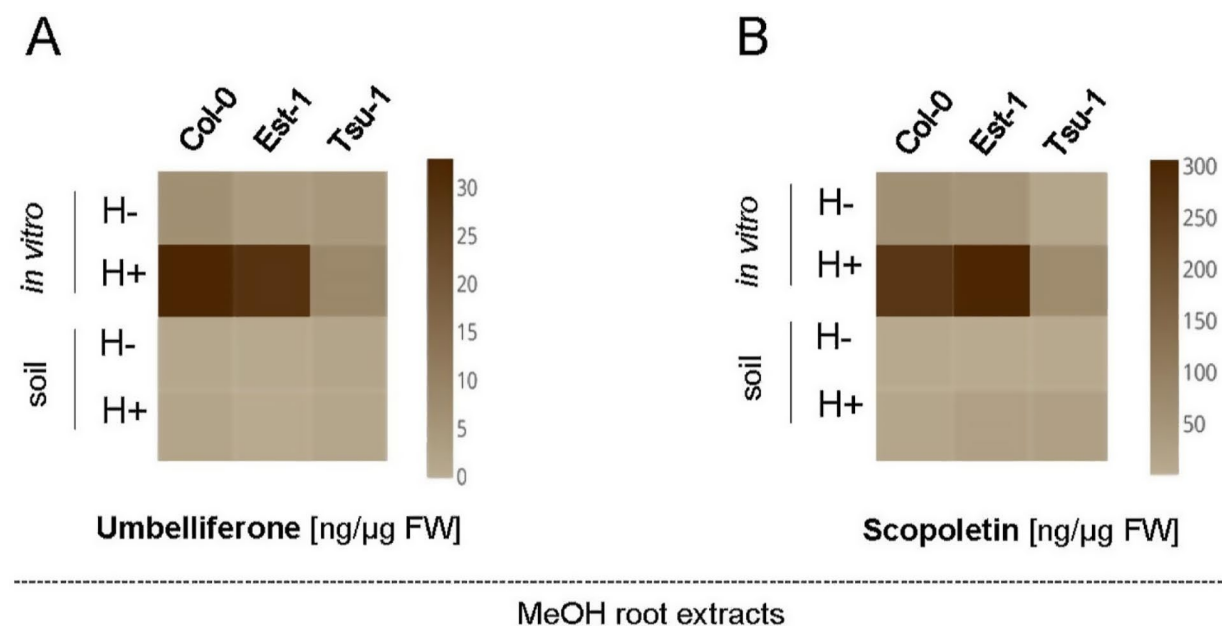 A
B
Col-0 Est-1 Tsu-1
Col-0 Est-1 Tsu-1
in vitro
H-
H+
soil
H-
H+
30
25
20
15
10
5
0
in vitro
H-
H+
soil
H-
H+
300
250
200
150
100
50
Umbelliferone [ng/µg FW]
Scopoletin [ng/µg FW]
MeOH root extracts